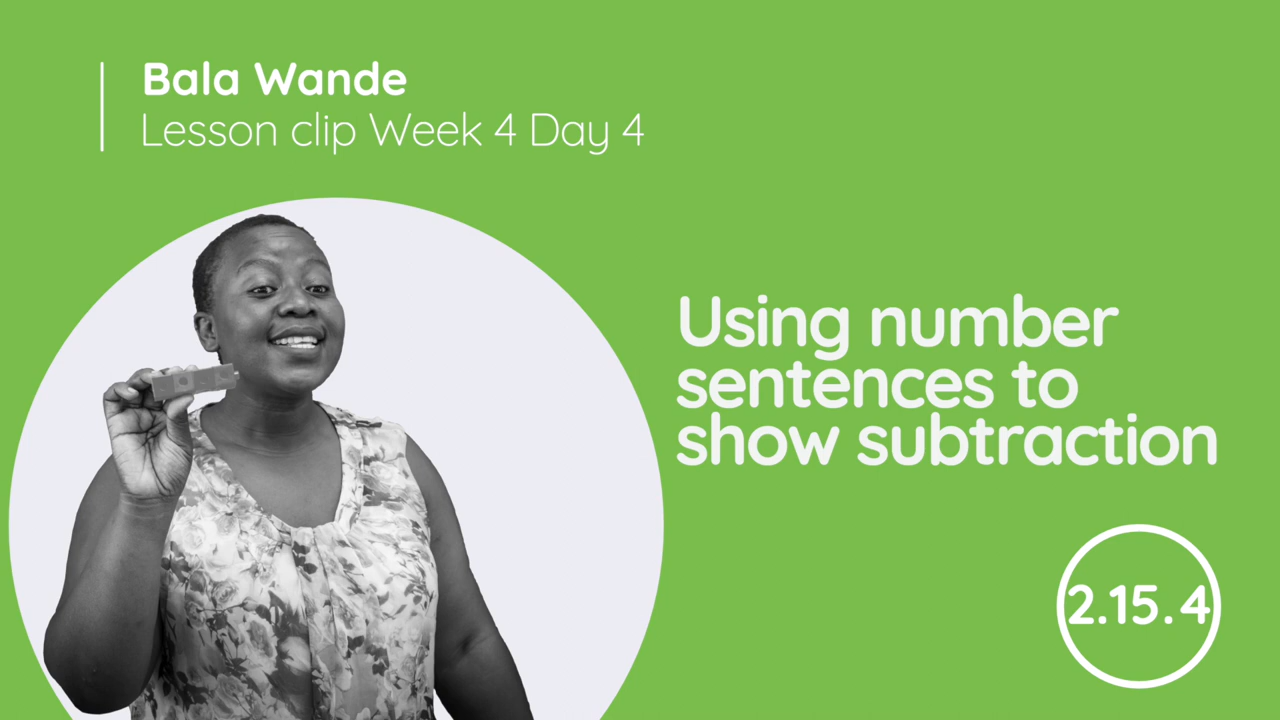 Bala Wande
Lesson clip Week 4 Day 4
Using number
sentences to
show subtraction
2.15.4